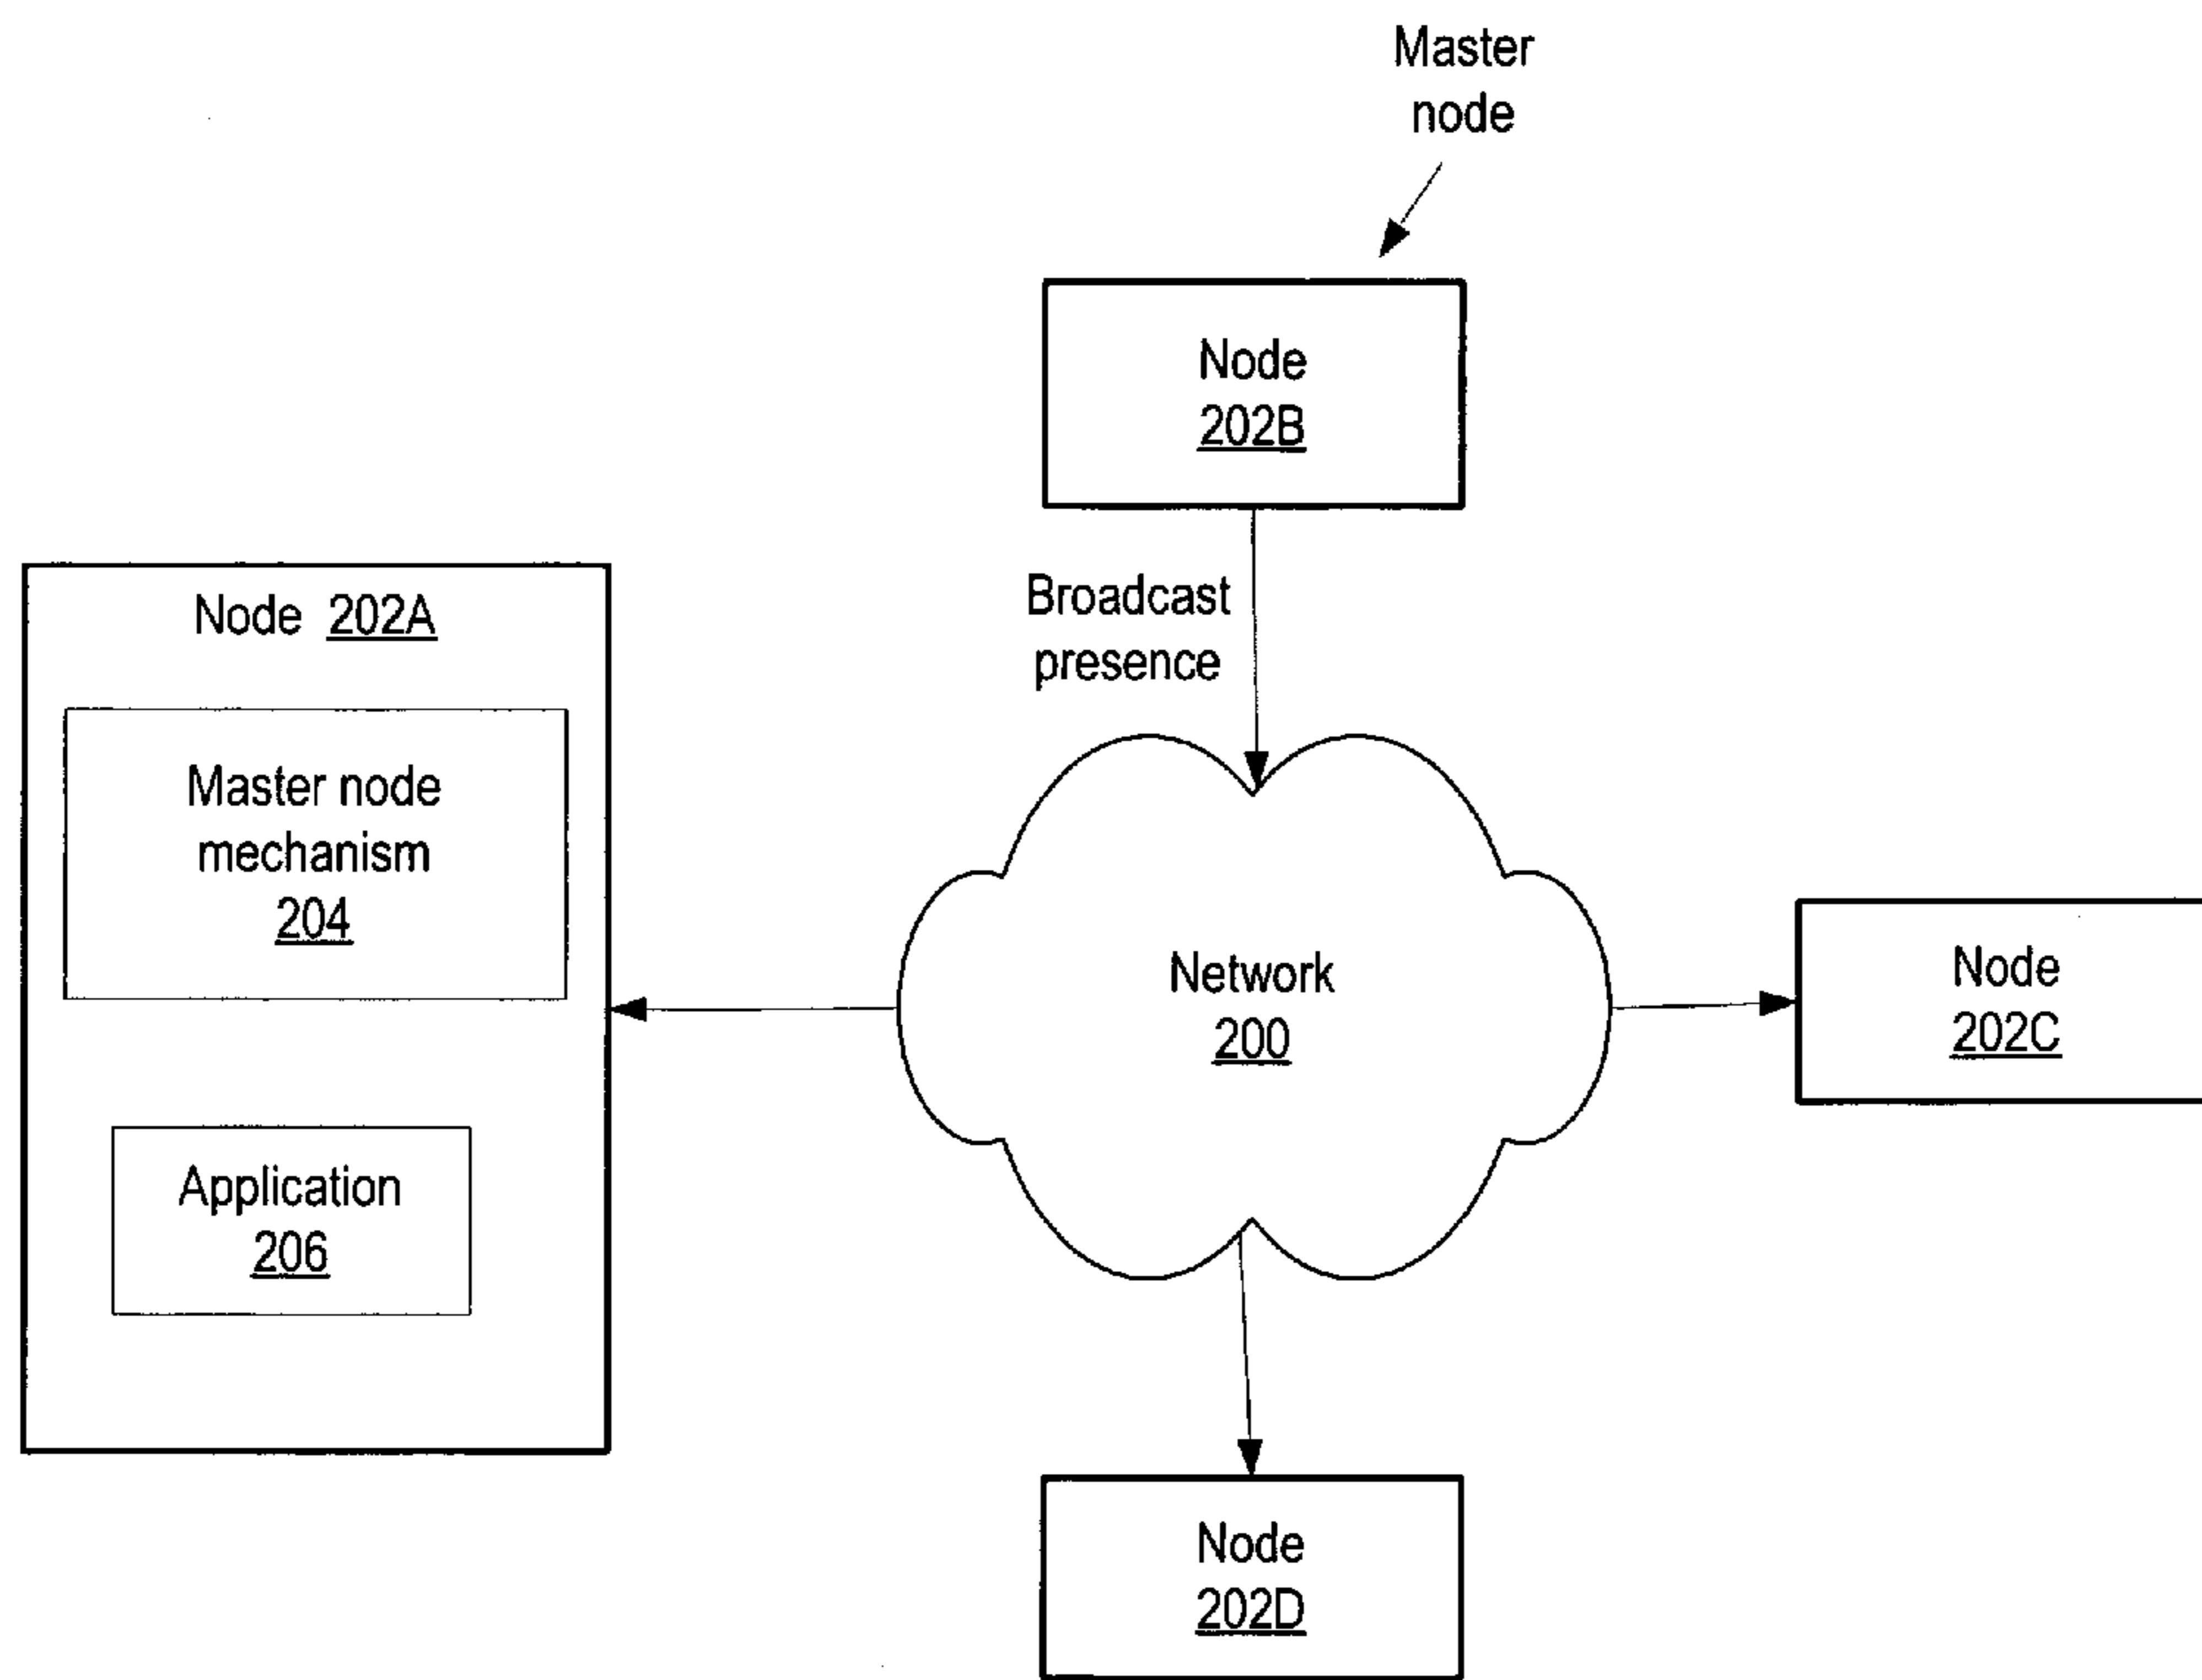 Master
node
Node
202B
Broadcast
presence
Node 202A
Master node
mechanism
204
Application
206
Network
200
Node
202C
Node
202D